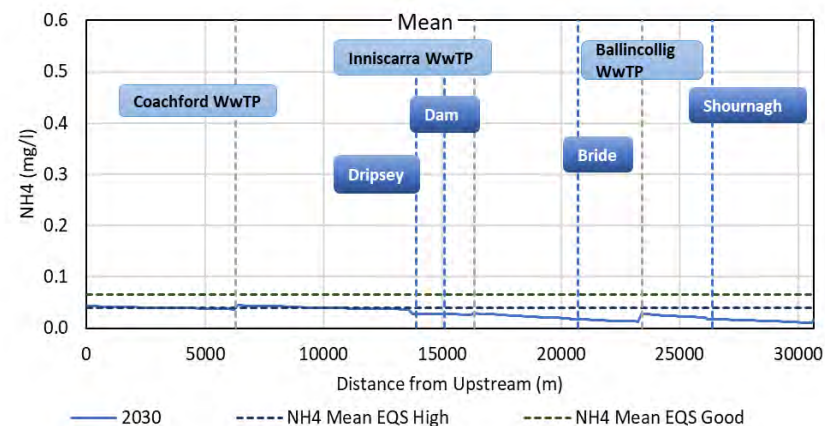 Mean
0.6
0.5
0.4
0.3
0.2
0.1
0.0
NH4 (mg/l)
Coachford WwTP
Inniscarra WwTP
Dam
Dripsey
Ballincollig
WwTP
Shournagh
Bride
0 5000 10000 15000 20000 25000 30000
Distance from Upstream (m)
2030 NH4 Mean EQS High NH4 Mean EQS Good